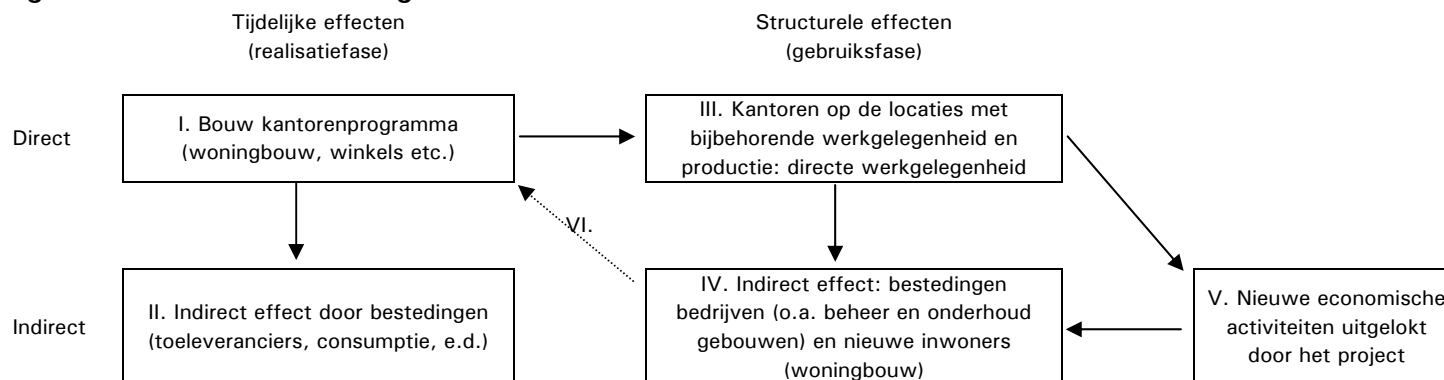 Tijdelijke effecten
(realisatiefase)
Structurele effecten
(gebruiksfase)
Direct
I. Bouw kantorenprogramma
(woningbouw, winkels etc.)
III. Kantoren op de locaties met
bijbehorende werkgelegenheid en
productie: directe werkgelegenheid
VI.
Indirect
II. Indirect effect door bestedingen
(toeleveranciers, consumptie, e.d.)
IV. Indirect effect: bestedingen
bedrijven (o.a. beheer en onderhoud
gebouwen) en nieuwe inwoners
(woningbouw)
V. Nieuwe economische
activiteiten uitgelokt
door het project